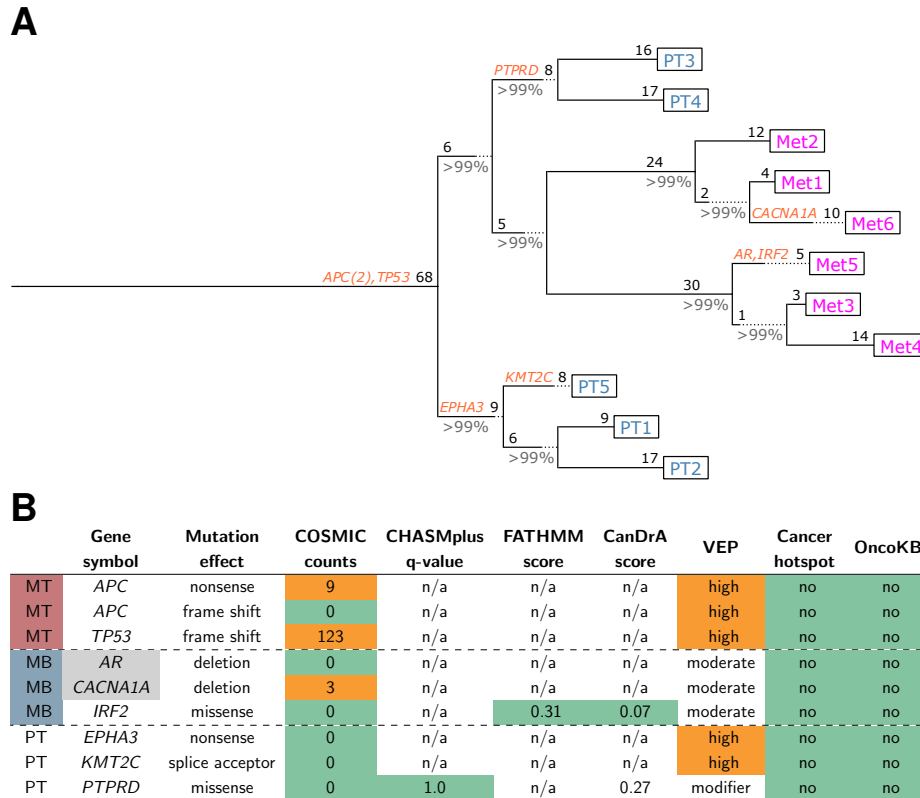 A
16 PT3
PTPRD 8
>99%
17 PT4
6
>99%
12 Met2
24
>99%
4 Met1
2
>99%
CACNA1A 10 Met6
5
>99%
AR,IRF2 5 Met5
30
>99%
3 Met3
1
>99%
14 Met4
APC(2),TP53 68
KMT2C 8 PT5
EPHA3 9
>99%
9 PT1
6
>99%
17 PT2
B
Gene symbol Mutation effect COSMIC counts CHASMplus q-value FATHMM score CanDrA score VEP Cancer hotspot OncoKB
MT APC nonsense 9 n/a n/a n/a high no no
MT APC frame shift 0 n/a n/a n/a high no no
MT TP53 frame shift 123 n/a n/a n/a high no no
MB AR deletion 0 n/a n/a n/a moderate no no
MB CACNA1A deletion 3 n/a n/a n/a moderate no no
MB IRF2 missense 0 n/a 0.31 0.07 moderate no no
PT EPHA3 nonsense 0 n/a n/a n/a high no no
PT KMT2C splice acceptor 0 n/a n/a n/a high no no
PT PTPRD missense 0 1.0 n/a 0.27 modifier no no